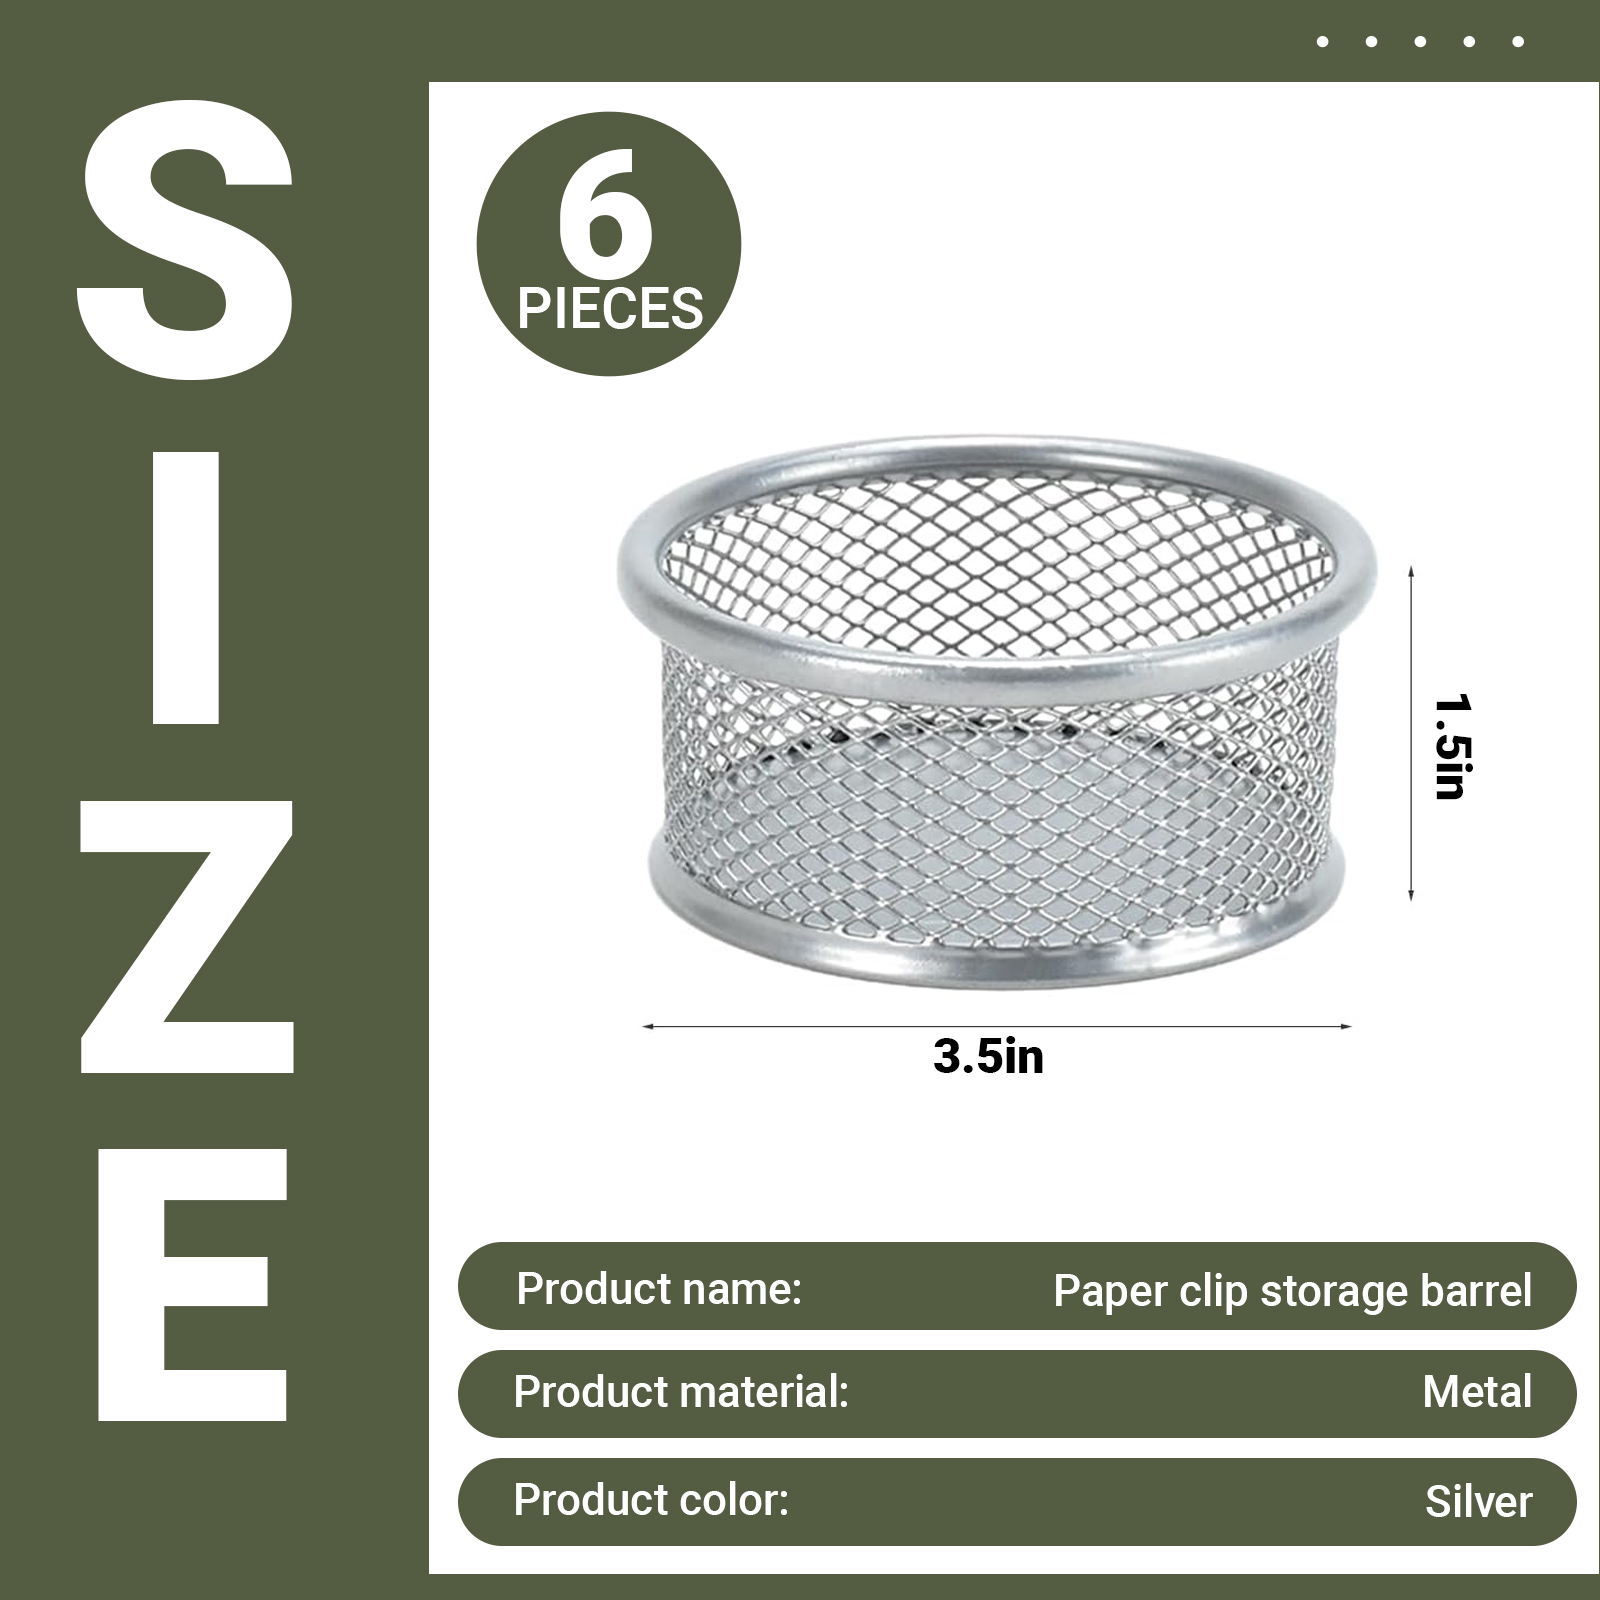 SIZE
6
PIECES
1.5in
3.5in
Product name: Paper clip storage barrel
Product material: Metal
Product color: Silver